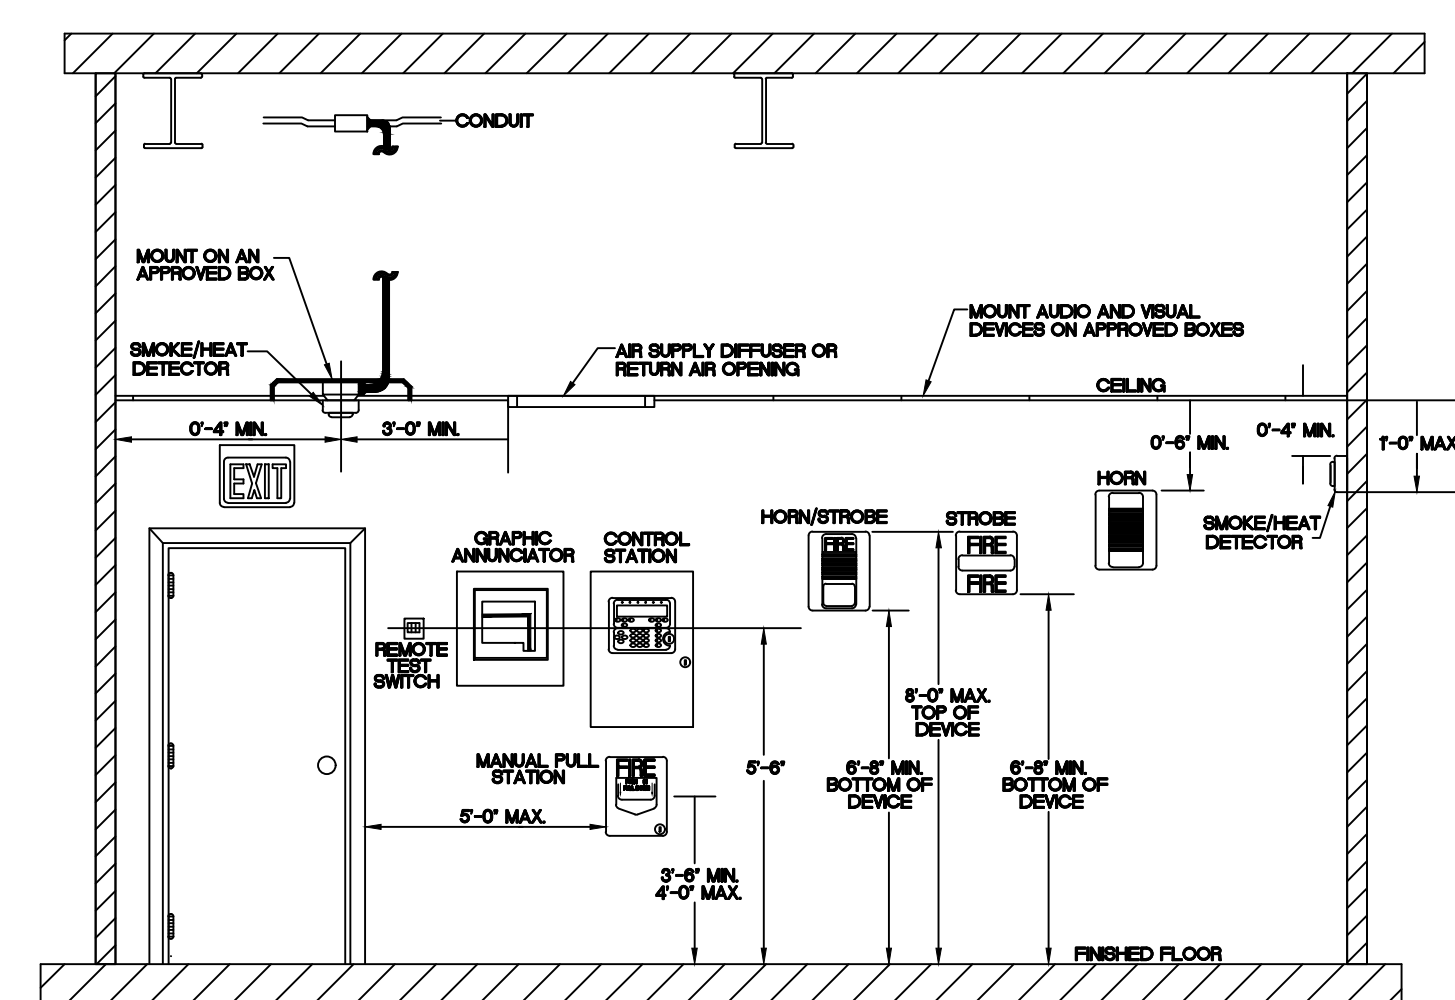 CONDUIT
MOUNT ON AN
APPROVED BOX
MOUNT AUDIO AND VISUAL
DEVICES ON APPROVED BOXES
SMOKE/HEAT
DETECTOR
AIR SUPPLY DIFFUSER OR
RETURN AIR OPENING
CEILING
0'-4" MIN.
3'-0" MIN.
0'-6" MIN.
0'-4" MIN.
1'-0" MAX
EXIT
HORN
HORN/STROBE
STROBE
SMOKE/HEAT
DETECTOR
GRAPHIC
ANNUNCIATOR
CONTROL
STATION
FIRE
FIRE
FIRE
REMOTE
TEST
SWITCH
8'-0" MAX.
TOP OF
DEVICE
MANUAL PULL
STATION
FIRE
5'-6"
6'-8" MIN.
BOTTOM OF
DEVICE
6'-8" MIN.
BOTTOM OF
DEVICE
5'-0" MAX.
3'-6" MIN.
4'-0" MAX.
FINISHED FLOOR